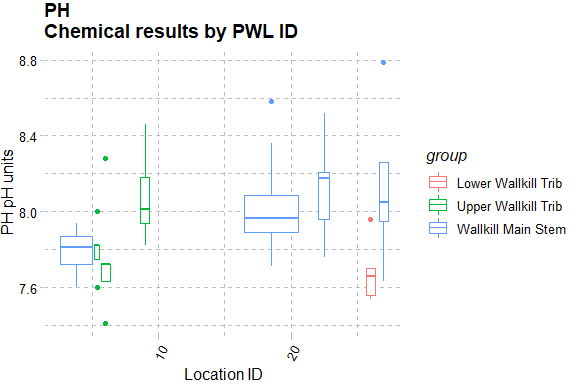 PH
Chemical results by PWL ID
8.8
8.4
8.0
7.6
PH pH units
10
20
Location ID
group
Lower Wallkill Trib
Upper Wallkill Trib
Wallkill Main Stem